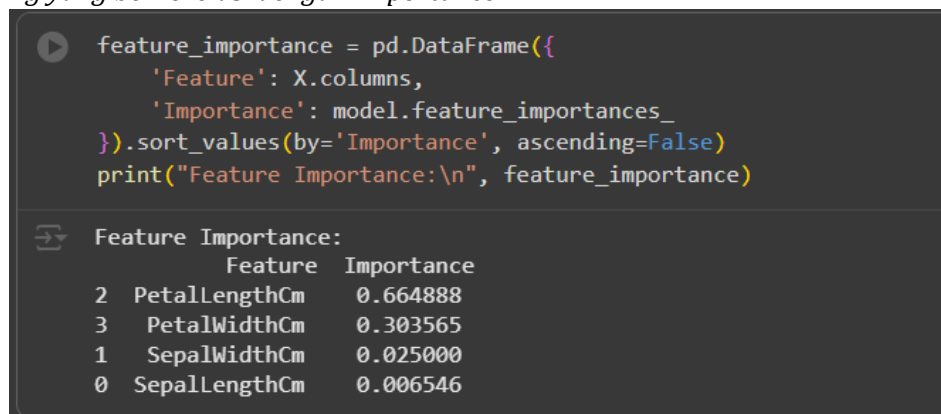 feature_importance = pd.DataFrame({
    'Feature': X.columns,
    'Importance': model.feature_importances_
}).sort_values(by='Importance', ascending=False)
print("Feature Importance:\n", feature_importance)
Feature Importance:
          Feature  Importance
2  PetalLengthCm    0.664888
3   PetalWidthCm    0.303565
1   SepalWidthCm    0.025000
0  SepalLengthCm    0.006546